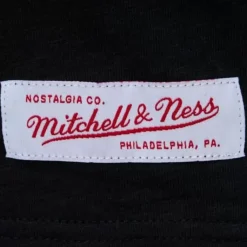 NOSTALGIA CO.
Mitchell & Ness
PHILADELPHIA, PA.